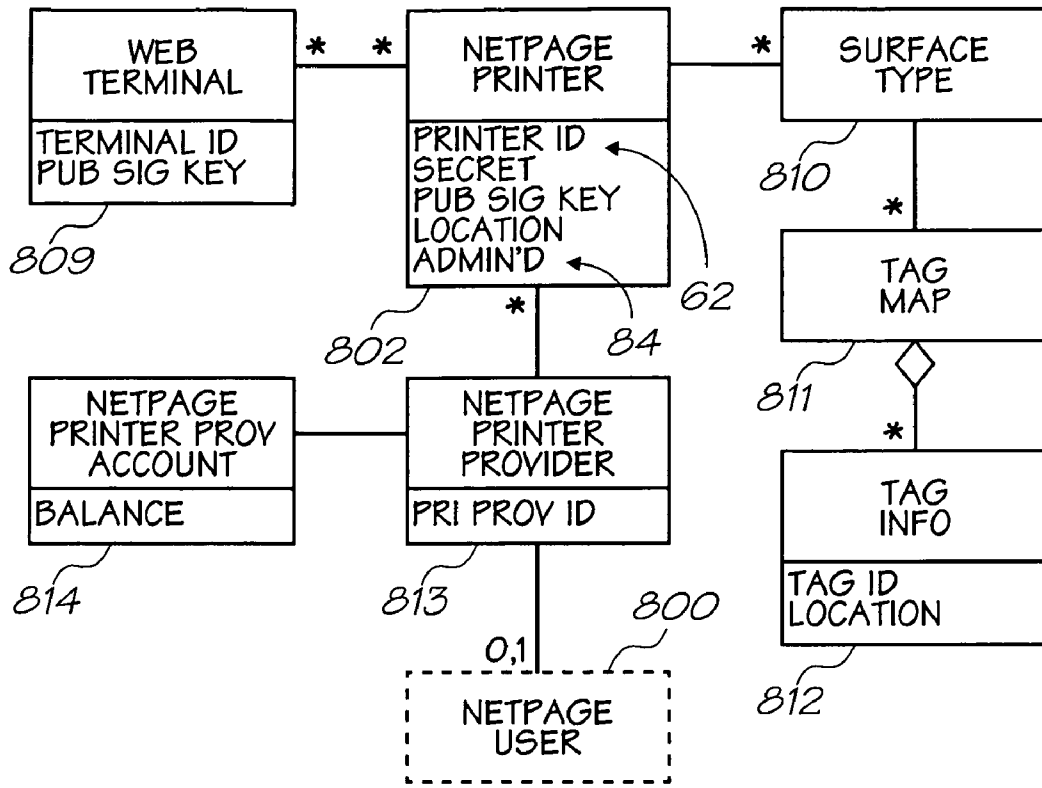 WEB
TERMINAL
TERMINAL ID
PUB SIG KEY
809
*
*
NETPAGE
PRINTER
PRINTER ID
SECRET
PUB SIG KEY
LOCATION
ADMIN'D
802
62
84
*
*
SURFACE
TYPE
810
*
TAG
MAP
811
*
TAG
INFO
TAG ID
LOCATION
812
NETPAGE
PRINTER PROV
ACCOUNT
BALANCE
814
NETPAGE
PRINTER
PROVIDER
PRI PROV ID
813
0,1
800
NETPAGE
USER